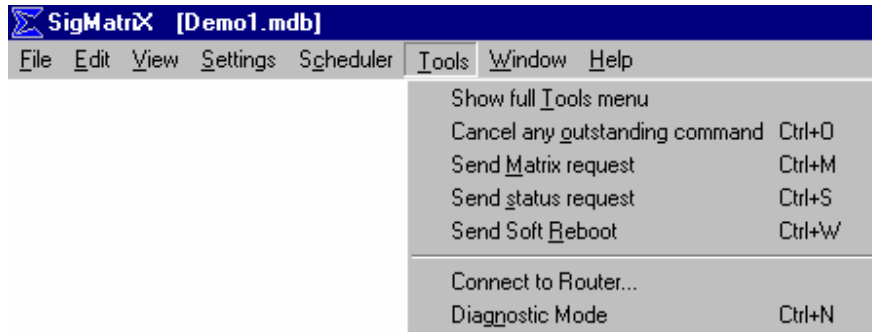 SigMatriX [Demo1.mdb]
File Edit View Settings Scheduler Tools Window Help
Show full Tools menu
Cancel any outstanding command Ctrl+O
Send Matrix request Ctrl+M
Send status request Ctrl+S
Send Soft Reboot Ctrl+W
Connect to Router...
Diagnostic Mode Ctrl+N